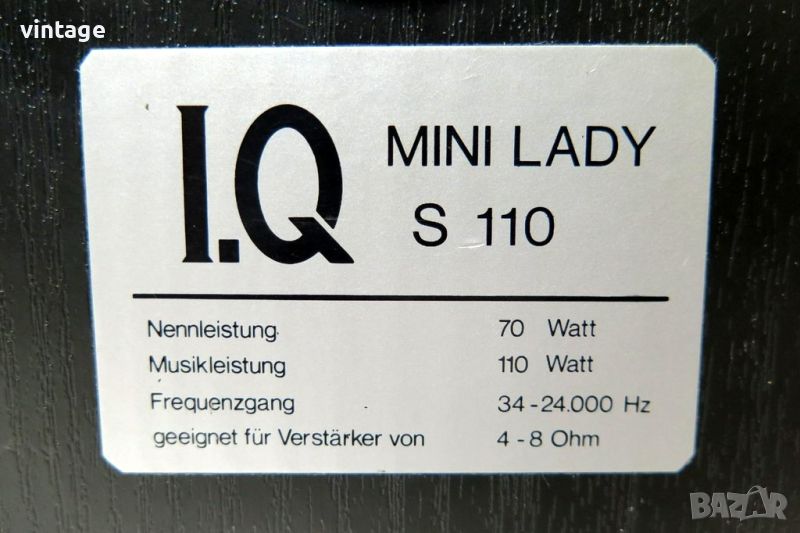 vintage
I.Q MINI LADY
S 110
Nennleistung 70 Watt
Musikleistung 110 Watt
Frequenzgang 34-24.000 Hz
geeignet für Verstärker von 4-8 Ohm
BAZAR